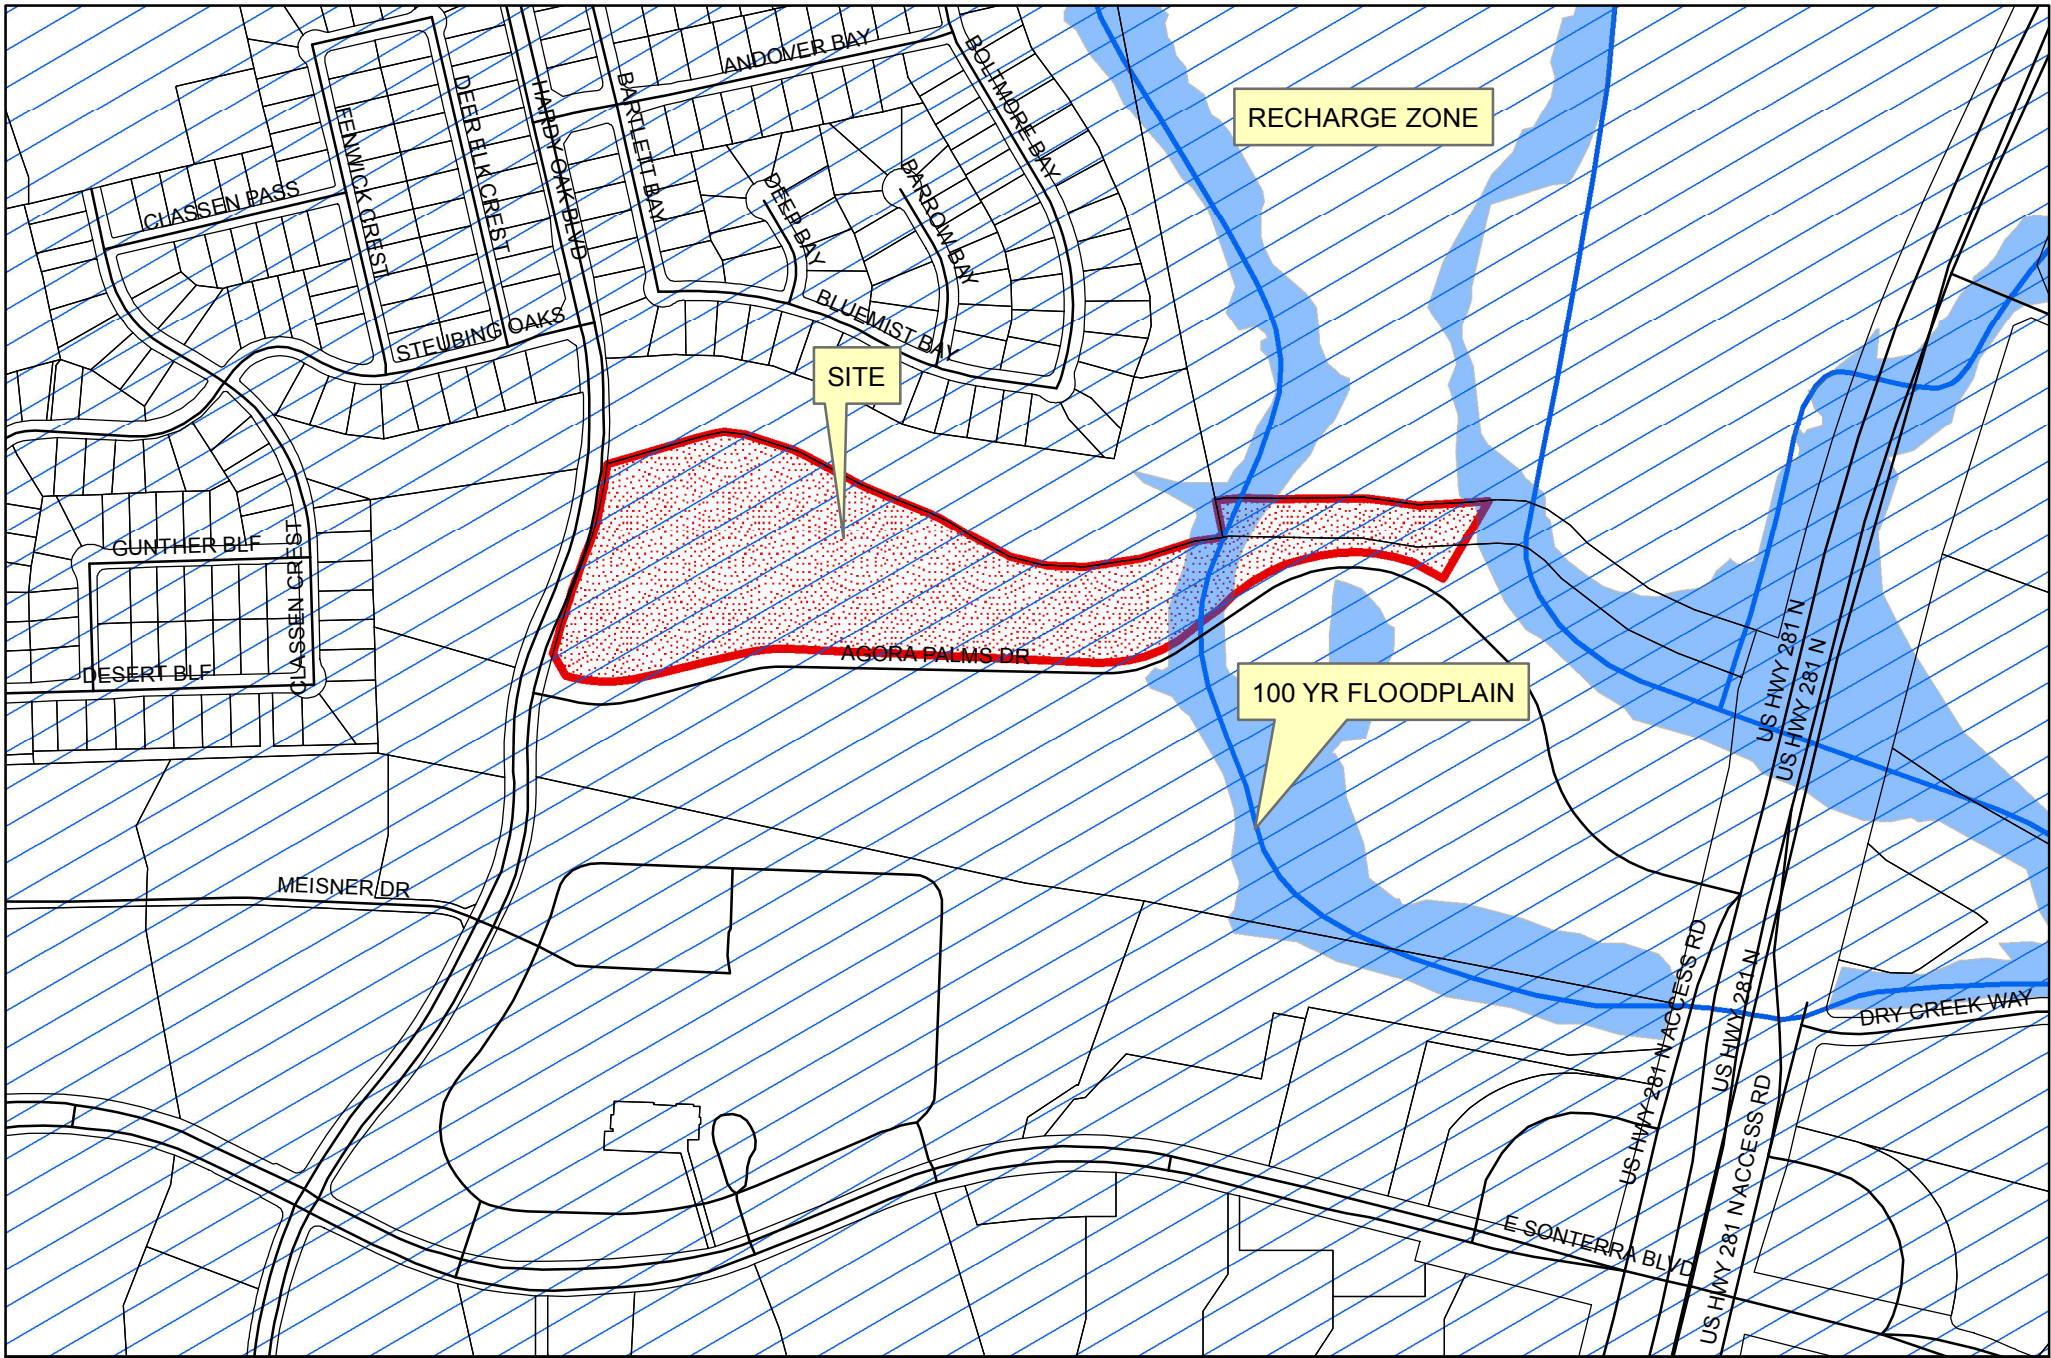 ANDOVER BAY
BOLTMORE BAY
BARTLETT BAY
HARDY OAK BLVD
DEER ELK CREST
FENWICK CREST
RECHARGE ZONE
CLASSEN PASS
DEEP BAY
BARROW BAY
BLUEMIST BAY
STEUBING OAKS
SITE
GUNTHER BLF
CLASSEN CREST
DESERT BLF
AGORA PALMS DR
100 YR FLOODPLAIN
US HWY 281 N
US HWY 281 N
MEISNER DR
US HWY 281 N ACCESS RD
US HWY 281 N
DRY CREEK WAY
US HWY 281 N ACCESS RD
E SONTERRA BLVD